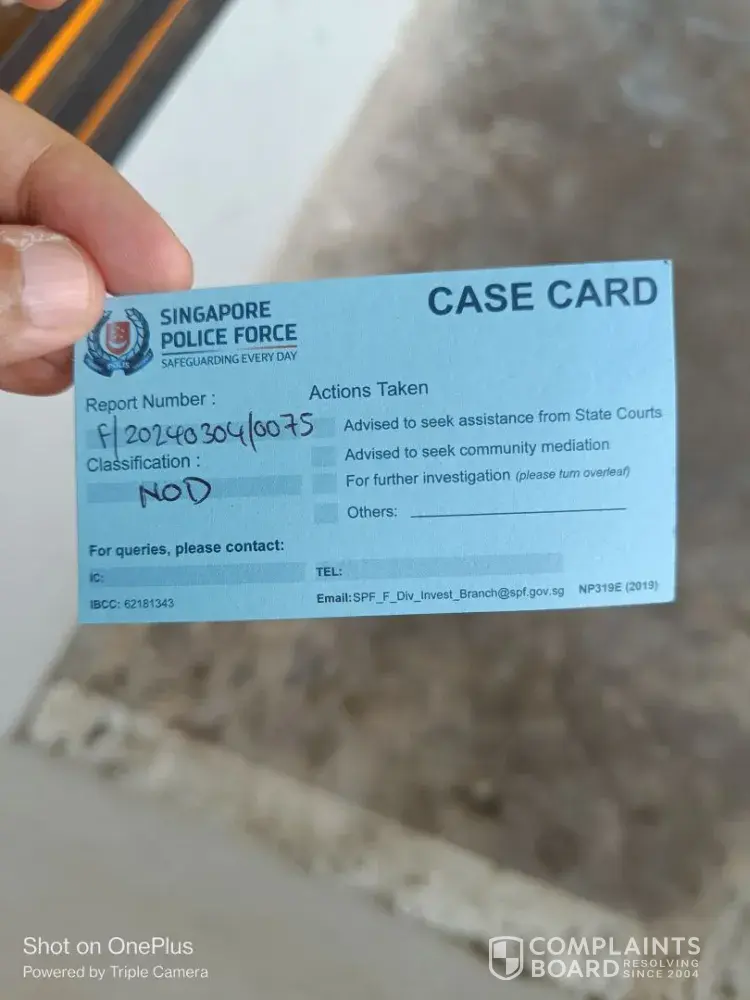 SINGAPORE
POLICE FORCE
SAFEGUARDING EVERY DAY
CASE CARD
Report Number :
F/20240304/0075
Classification :
NOD
Actions Taken
Advised to seek assistance from State Courts
Advised to seek community mediation
For further investigation (please turn overleaf)
Others:
For queries, please contact:
IC:
TEL:
IBCC: 62181343
Email:SPF_F_Div_Invest_Branch@spf.gov.sg
NP319E (2019)
Shot on OnePlus
Powered by Triple Camera
COMPLAINTS
BOARD RESOLVING
SINCE 2004